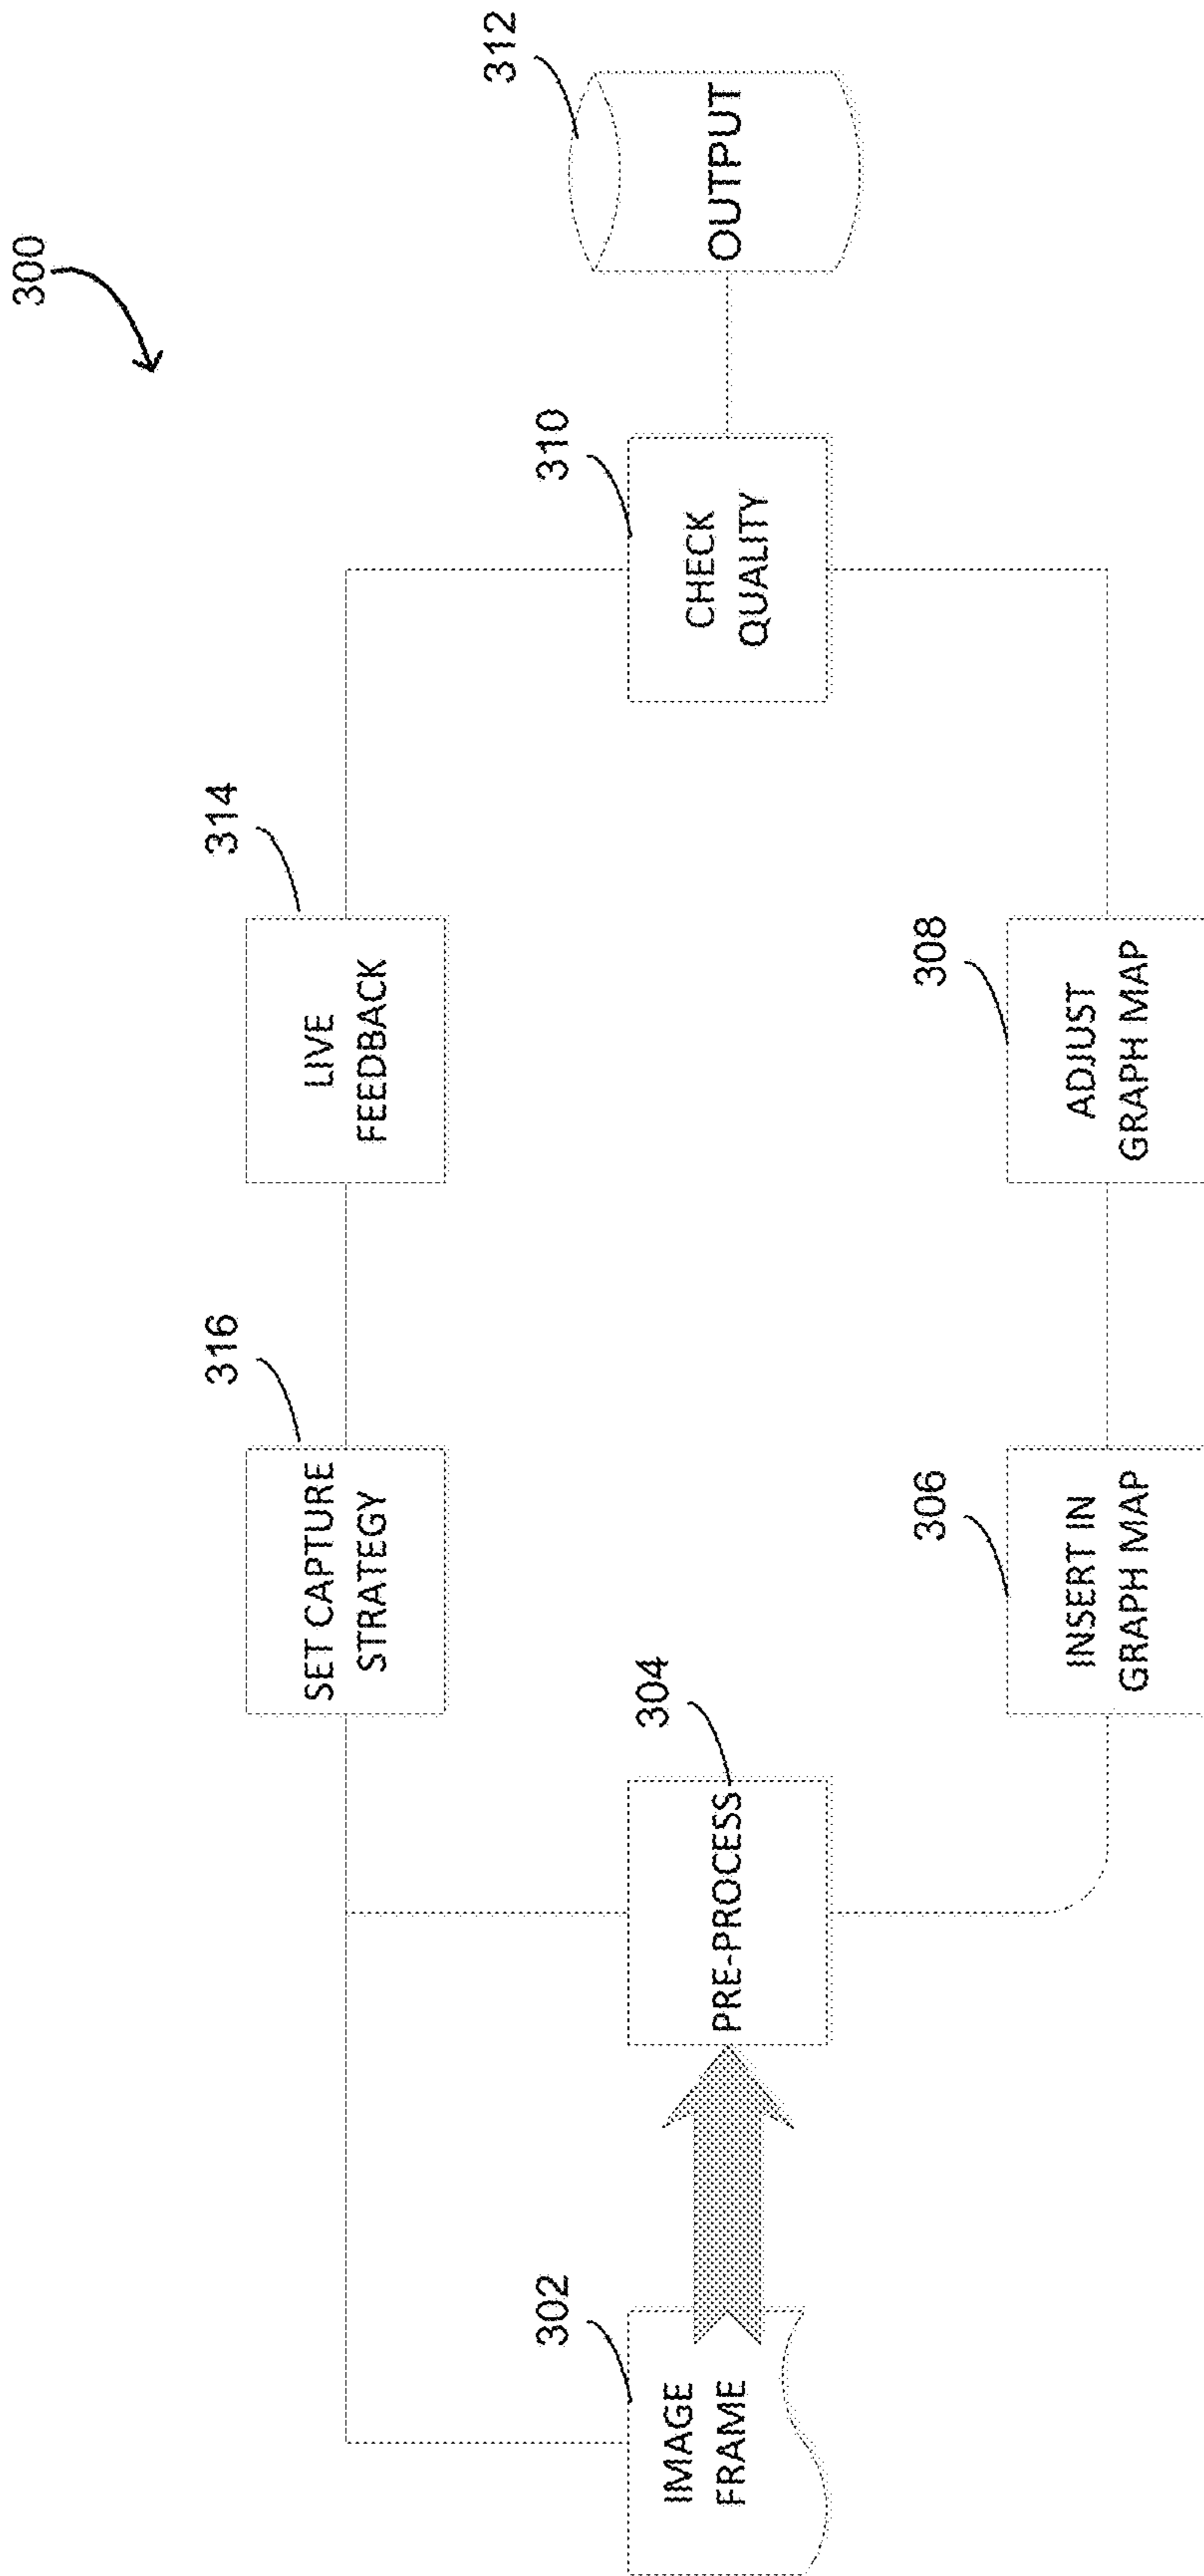 300
316
SET CAPTURE
STRATEGY
314
LIVE
FEEDBACK
302
IMAGE
FRAME
304
PRE-PROCESS
310
CHECK
QUALITY
312
OUTPUT
306
INSERT IN
GRAPH MAP
308
ADJUST
GRAPH MAP